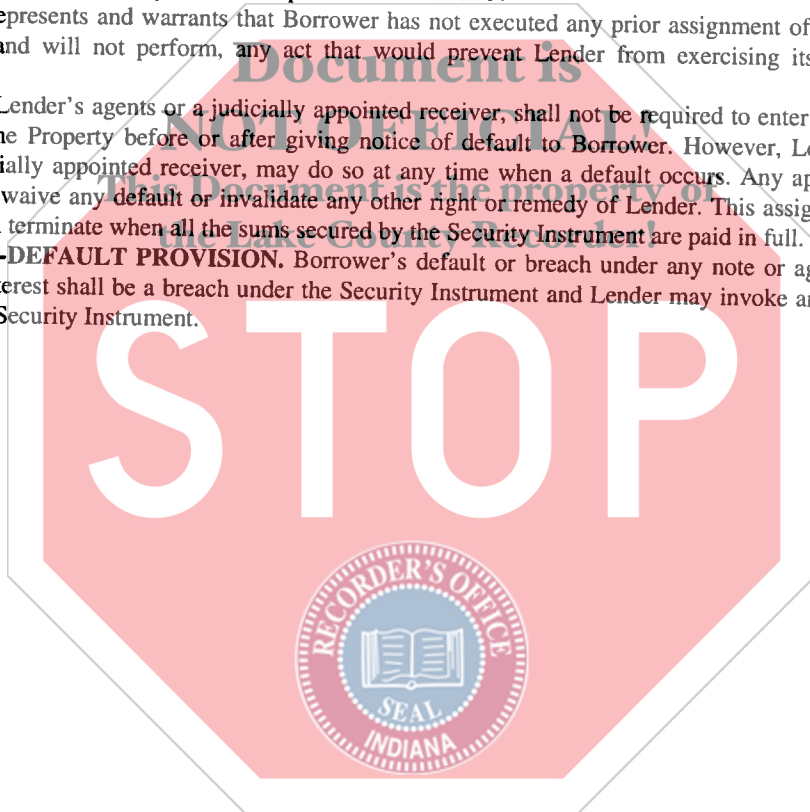 epresents and warrants that Borrower has not executed any prior assignment of
and will not perform, any act that would prevent Lender from exercising its
Document is
Lender's agents or a judicially appointed receiver, shall not be required to enter
NOT OFFICIAL!
ne Property before or after giving notice of default to Borrower. However, Le
ially appointed receiver, may do so at any time when a default occurs. Any ap
This Document is the property of
waive any default or invalidate any other right or remedy of Lender. This assig
terminate when all the sums secured by the Security Instrument are paid in full.
the Lake County Recorder!
-DEFAULT PROVISION. Borrower's default or breach under any note or ag
erest shall be a breach under the Security Instrument and Lender may invoke an
Security Instrument.
STOP
RECORDER'S OFFICE
SEAL
INDIANA